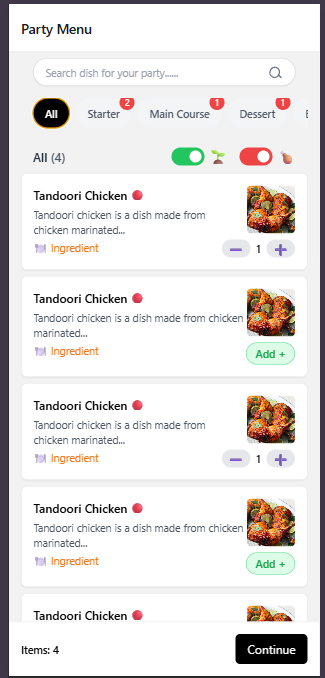 Party Menu
Search dish for your party......
All
Starter
2
Main Course
1
Dessert
1
All (4)
Tandoori Chicken
Tandoori chicken is a dish made from
chicken marinated...
Ingredient
− 1 +
Tandoori Chicken
Tandoori chicken is a dish made from chicken
marinated...
Ingredient
Add +
Tandoori Chicken
Tandoori chicken is a dish made from
chicken marinated...
Ingredient
− 1 +
Tandoori Chicken
Tandoori chicken is a dish made from chicken
marinated...
Ingredient
Add +
Tandoori Chicken
Items: 4
Continue